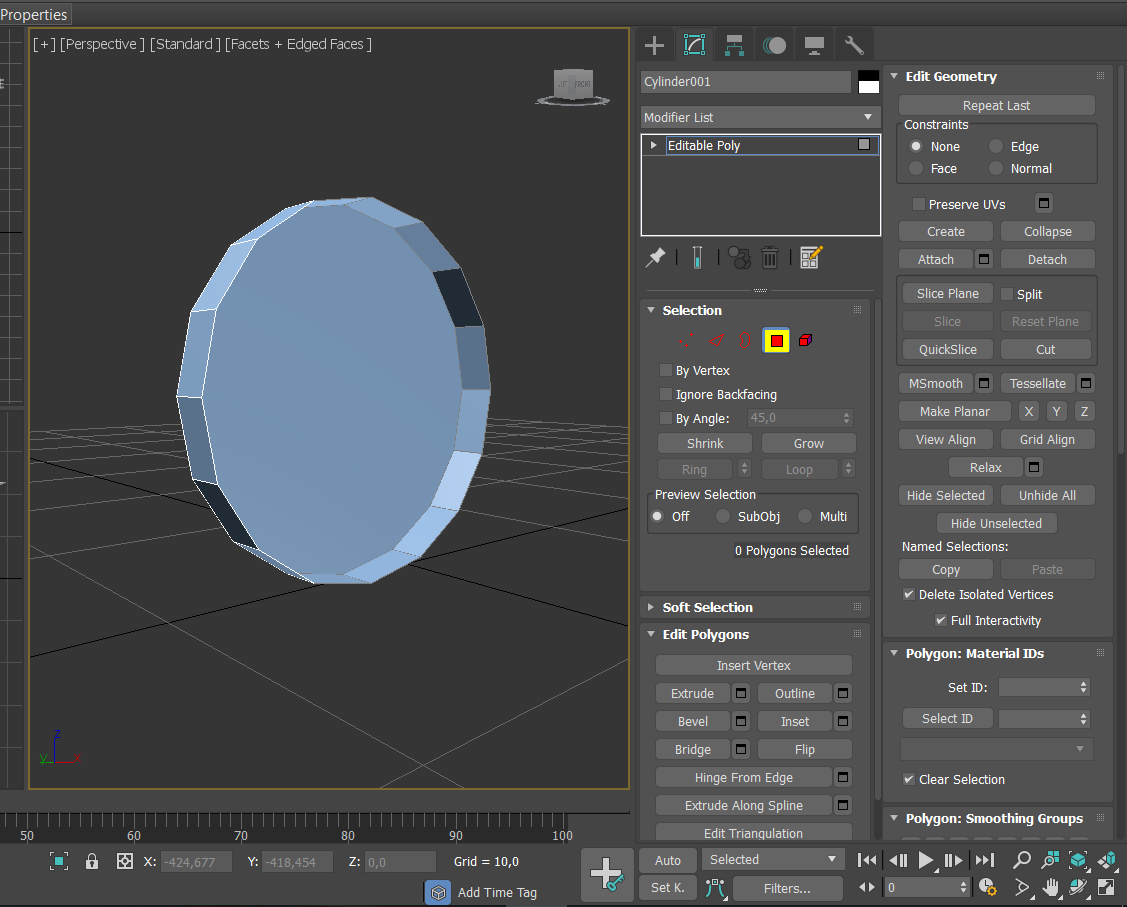 Properties
[+] [Perspective ] [Standard ] [Facets + Edged Faces ]
FRONT
z
y
x
Cylinder001
Modifier List
Editable Poly
Selection
By Vertex
Ignore Backfacing
By Angle: 45,0
Shrink Grow
Ring Loop
Preview Selection
Off SubObj Multi
0 Polygons Selected
Soft Selection
Edit Polygons
Insert Vertex
Extrude Outline
Bevel Inset
Bridge Flip
Hinge From Edge
Extrude Along Spline
Edit Triangulation
Edit Geometry
Repeat Last
Constraints
None Edge
Face Normal
Preserve UVs
Create Collapse
Attach Detach
Slice Plane Split
Slice Reset Plane
QuickSlice Cut
MSmooth Tessellate
Make Planar X Y Z
View Align Grid Align
Relax
Hide Selected Unhide All
Hide Unselected
Named Selections:
Copy Paste
Delete Isolated Vertices
Full Interactivity
Polygon: Material IDs
Set ID:
Select ID
Clear Selection
Polygon: Smoothing Groups
50 60 70 80 90 100
X: -424,677 Y: -418,454 Z: 0,0 Grid = 10,0
Add Time Tag
Auto Selected
Set K. Filters... 0